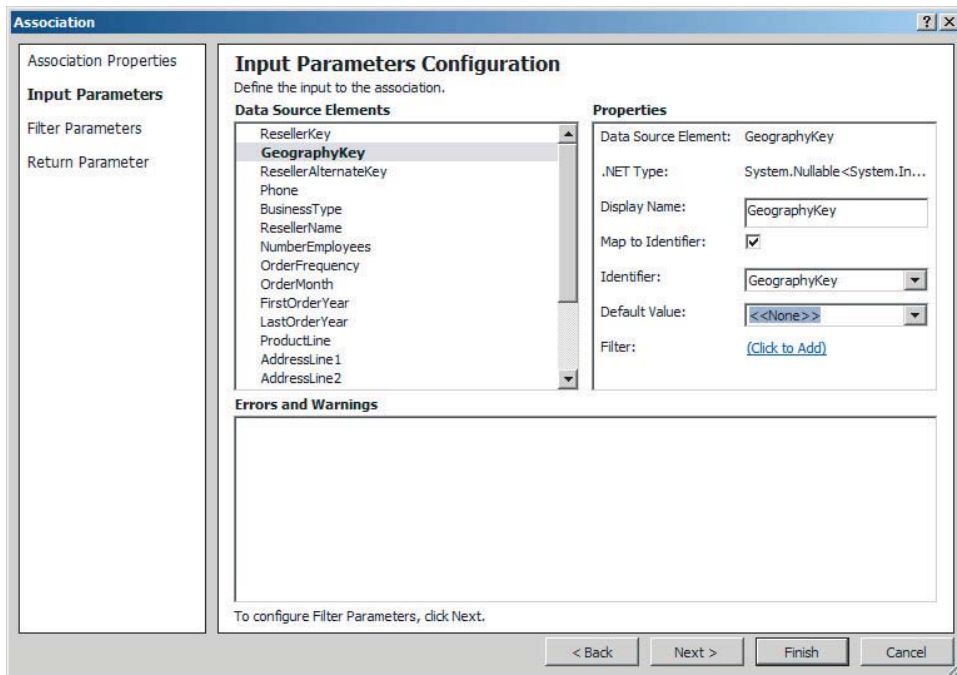 Association
Association Properties
Input Parameters
Filter Parameters
Return Parameter
Input Parameters Configuration
Define the input to the association.
Data Source Elements
ResellerKey
GeographyKey
ResellerAlternateKey
Phone
BusinessType
ResellerName
NumberEmployees
OrderFrequency
OrderMonth
FirstOrderYear
LastOrderYear
ProductLine
AddressLine1
AddressLine2
Properties
Data Source Element: GeographyKey
.NET Type: System.Nullable<System.In...
Display Name: GeographyKey
Map to Identifier:
Identifier: GeographyKey
Default Value: <<None>>
Filter: (Click to Add)
Errors and Warnings
To configure Filter Parameters, click Next.
< Back Next > Finish Cancel